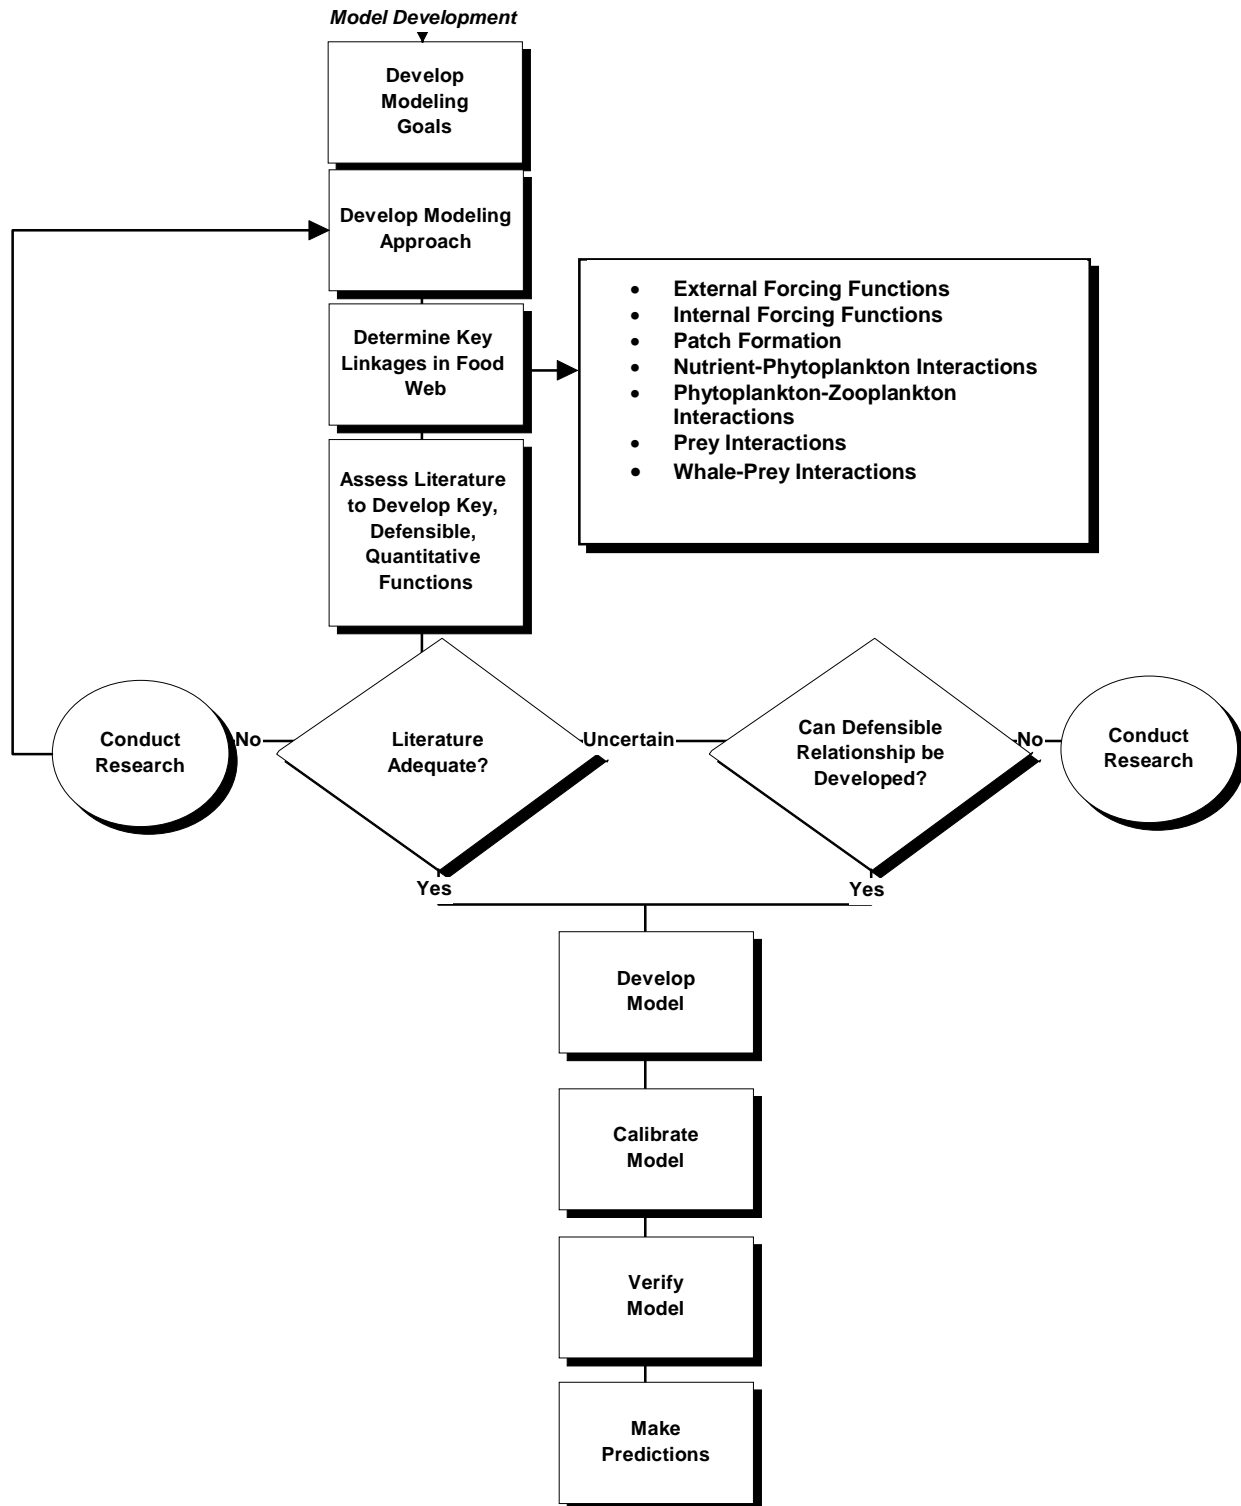 Model Development
Develop
Modeling
Goals
Develop Modeling
Approach
Determine Key
Linkages in Food
Web
• External Forcing Functions
• Internal Forcing Functions
• Patch Formation
• Nutrient-Phytoplankton Interactions
• Phytoplankton-Zooplankton
Interactions
• Prey Interactions
• Whale-Prey Interactions
Assess Literature
to Develop Key,
Defensible,
Quantitative
Functions
Conduct
Research
No
Literature
Adequate?
Uncertain
Can Defensible
Relationship be
Developed?
No
Conduct
Research
Yes
Yes
Develop
Model
Calibrate
Model
Verify
Model
Make
Predictions